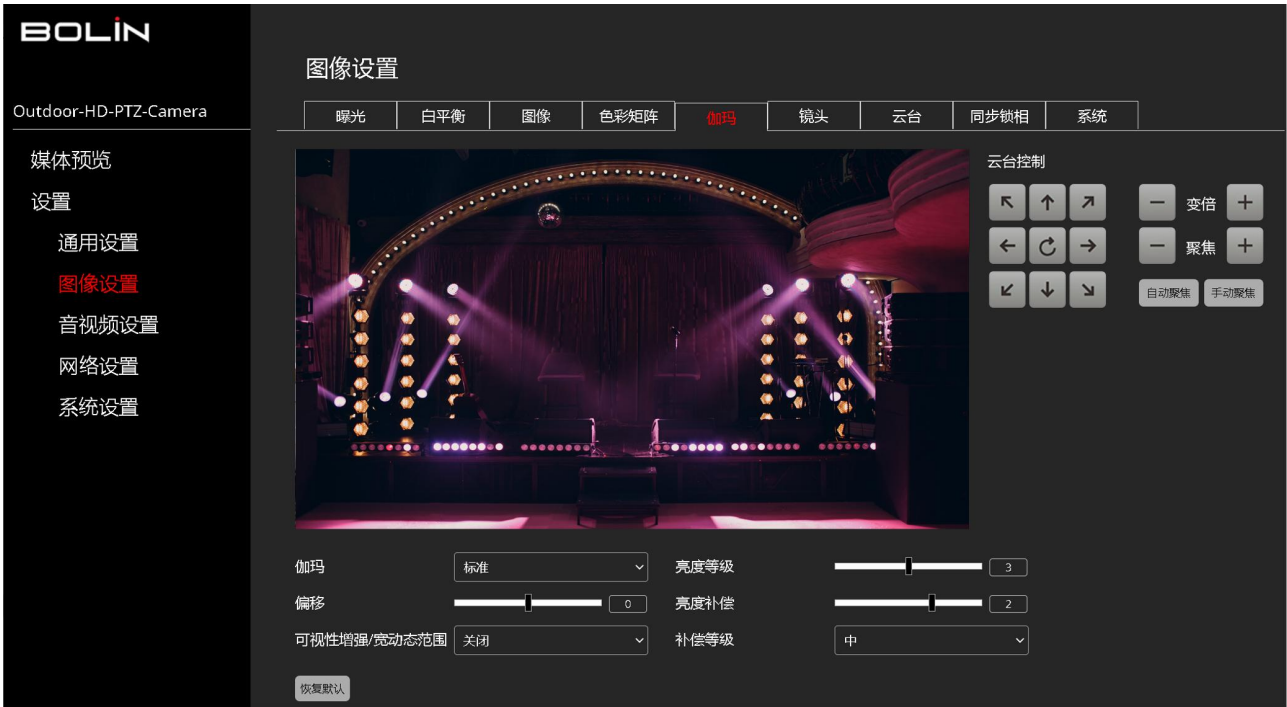 BOLIN
图像设置
Outdoor-HD-PTZ-Camera
曝光 白平衡 图像 色彩矩阵 伽玛 镜头 云台 同步锁相 系统
媒体预览
设置
通用设置
图像设置
音视频设置
网络设置
系统设置
云台控制
变倍
聚焦
自动聚焦 手动聚焦
伽玛 标准 亮度等级 3
偏移 0 亮度补偿 2
可视性增强/宽动态范围 关闭 补偿等级 中
恢复默认